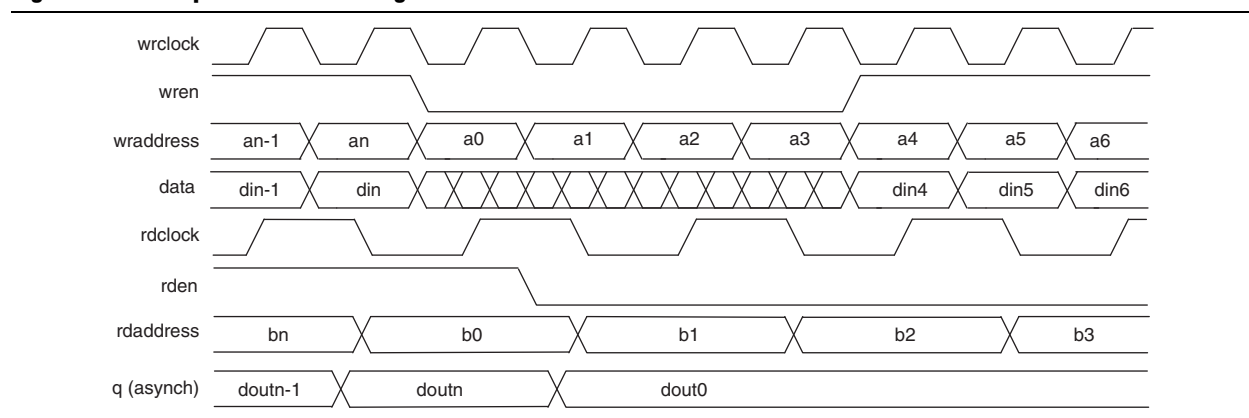 wrclock
wren
wraddress an-1 an a0 a1 a2 a3 a4 a5 a6
data din-1 din din4 din5 din6
rdclock
rden
rdaddress bn b0 b1 b2 b3
q (asynch) doutn-1 doutn dout0